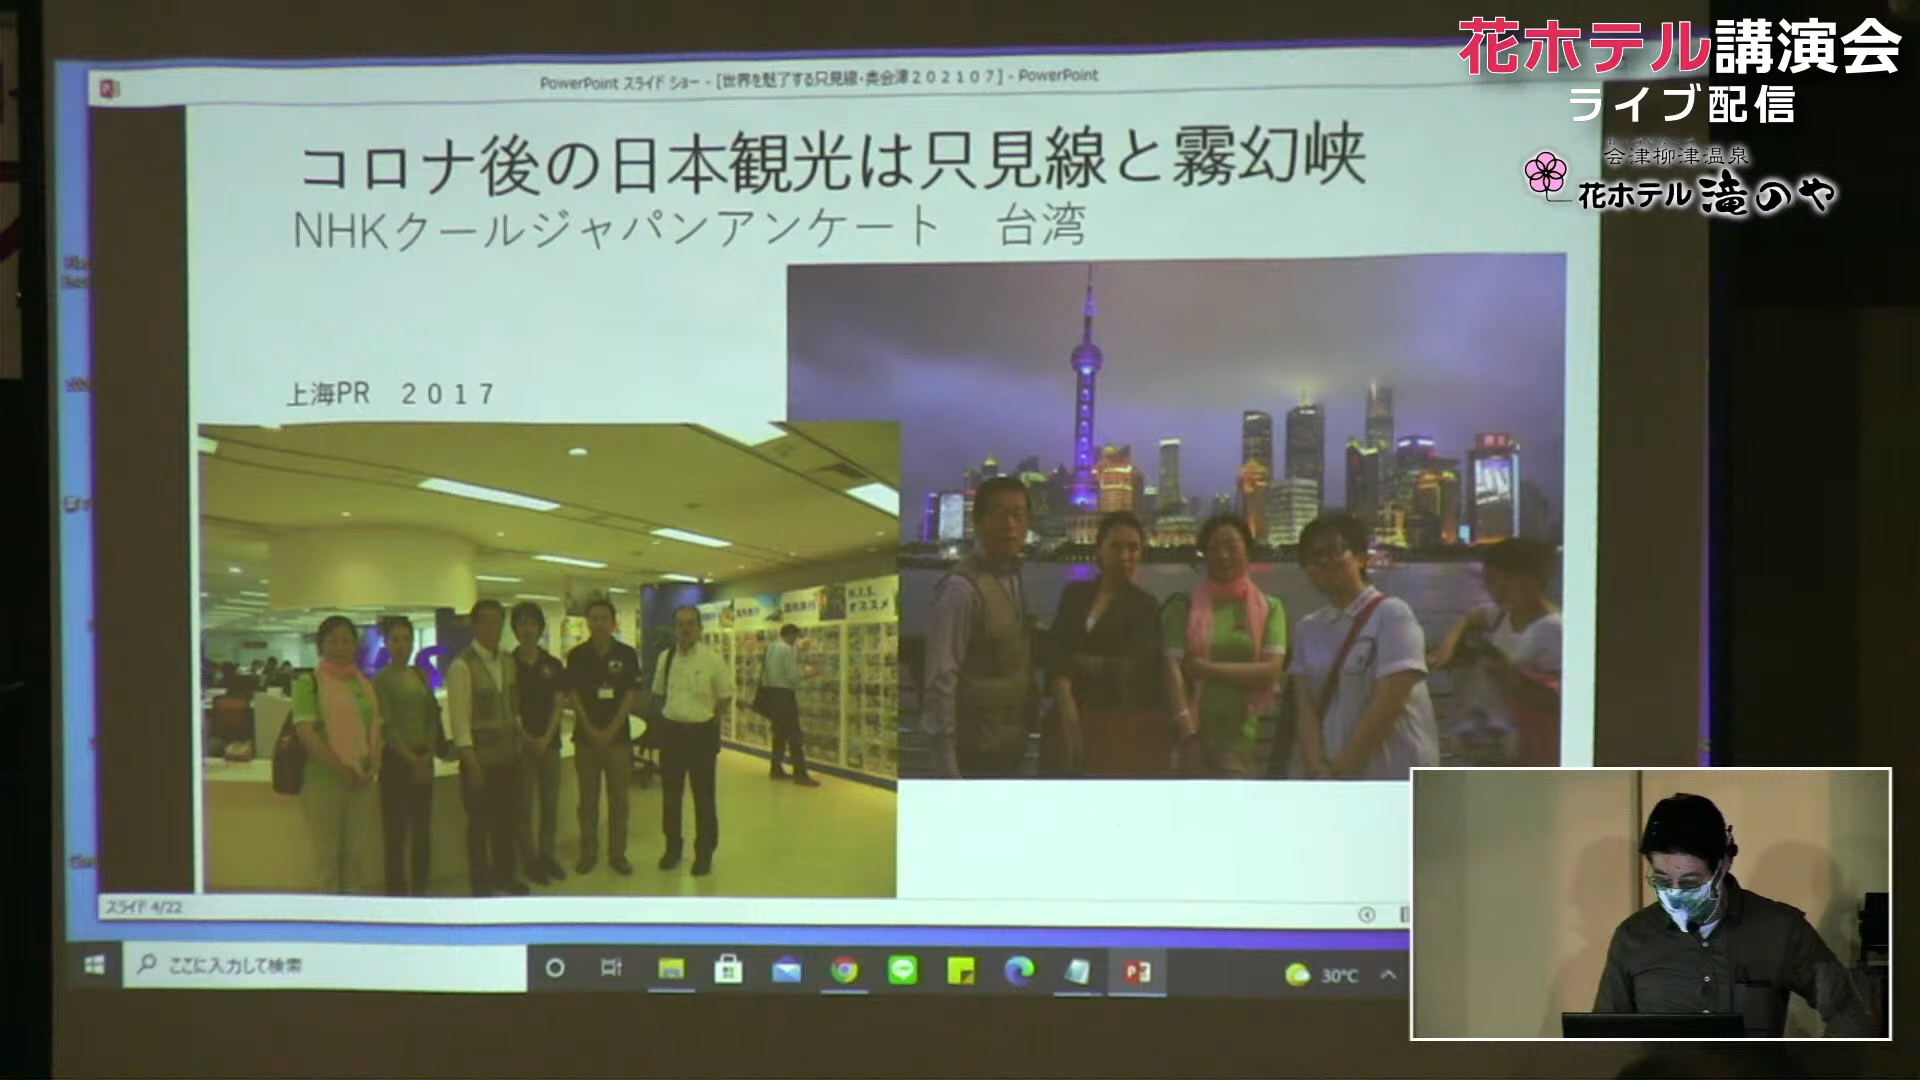 花ホテル講演会
ライブ配信
会津柳津温泉
花ホテル 滝のや
PowerPoint スライド ショー - [世界を魅了する只見線・奥会津２０２１０７] - PowerPoint
コロナ後の日本観光は只見線と霧幻峡
NHKクールジャパンアンケート　台湾
上海PR　２０１７
H.I.S.
オススメ
スライド 4/22
ここに入力して検索
30°C